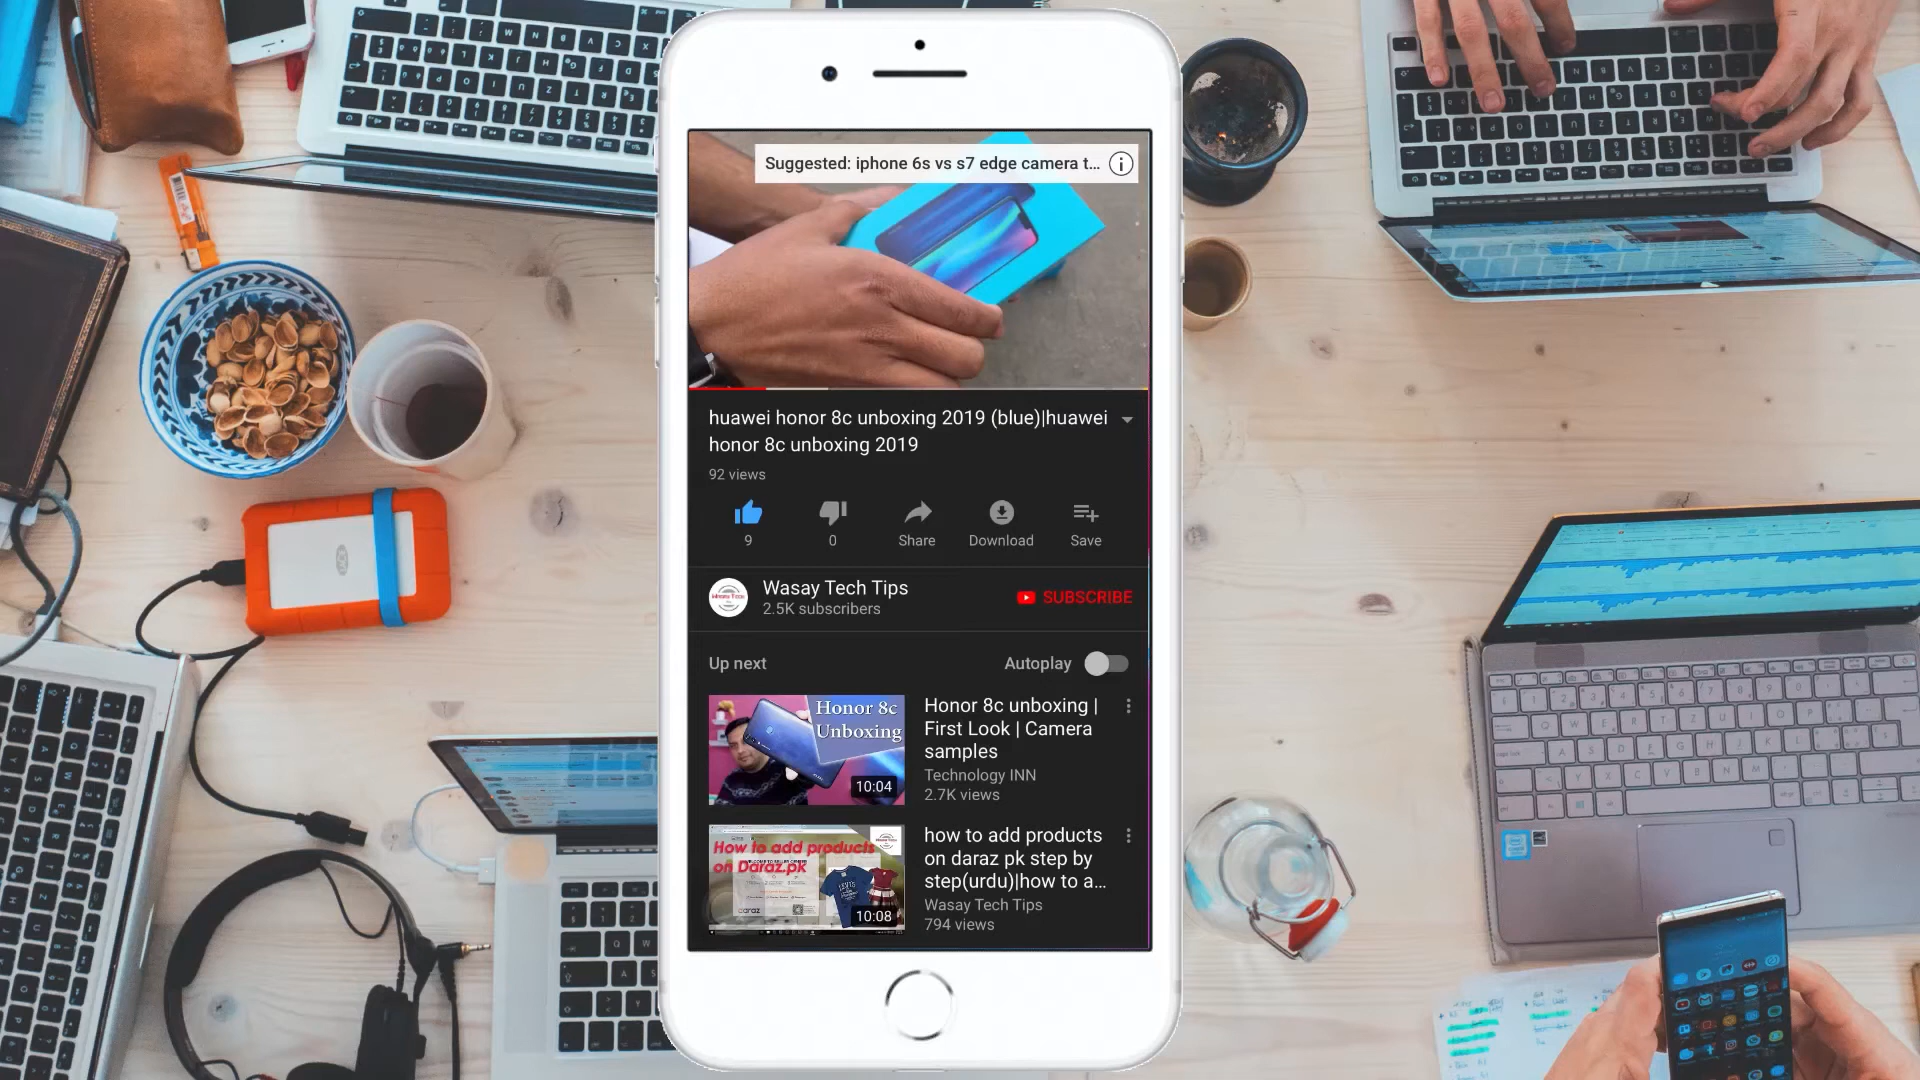 Suggested: iphone 6s vs s7 edge camera t...
huawei honor 8c unboxing 2019 (blue)|huawei
honor 8c unboxing 2019
92 views
9
0
Share
Download
Save
Wasay Tech Tips
2.5K subscribers
SUBSCRIBE
Up next
Autoplay
Honor 8c
Unboxing
10:04
Honor 8c unboxing |
First Look | Camera
samples
Technology INN
2.7K views
How to add products
on Daraz.pk
daraz
10:08
how to add products
on daraz pk step by
step(urdu)|how to a...
Wasay Tech Tips
794 views